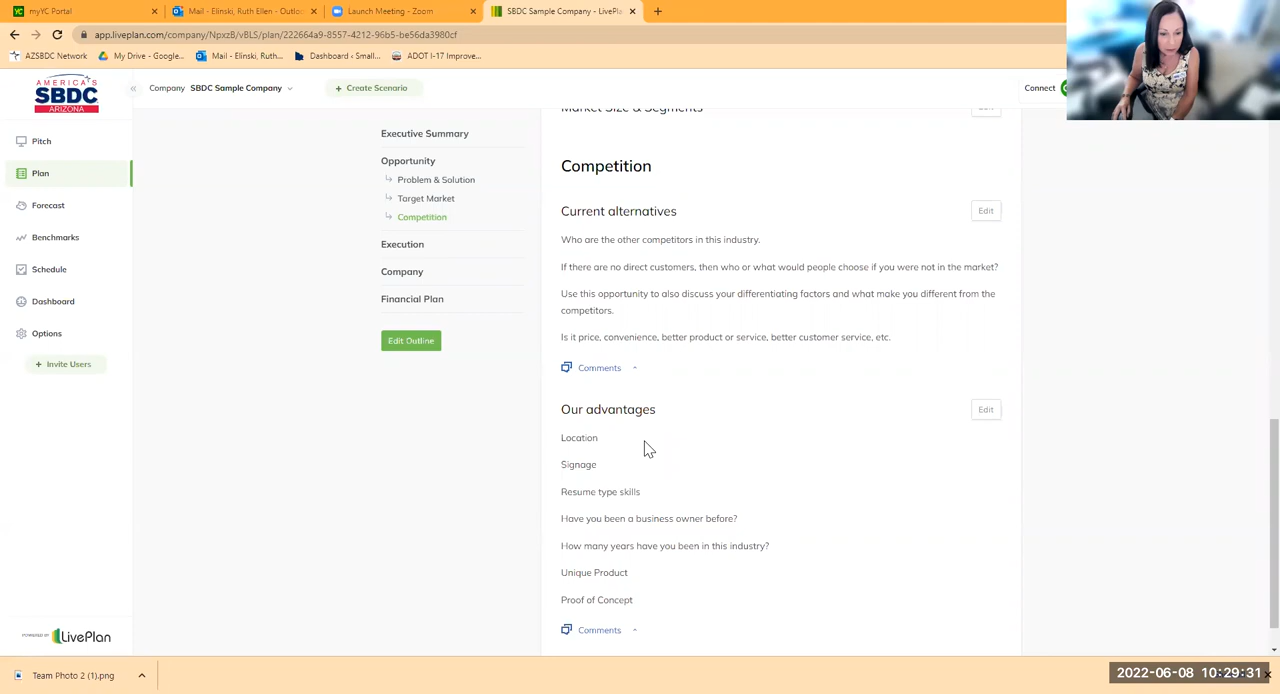 myYC Portal
Mail - Elinski, Ruth Ellen - Outloo
Launch Meeting - Zoom
SBDC Sample Company - LivePla
app.liveplan.com/company/NpxzB/vBLS/plan/222664a9-8557-4212-96b5-be56da3980cf
AZSBDC Network
My Drive - Google...
Mail - Elinski, Ruth...
Dashboard < Small...
ADOT I-17 Improve...
AMERICA'S
SBDC
ARIZONA
Company SBDC Sample Company
+ Create Scenario
Connect
Pitch
Plan
Forecast
Benchmarks
Schedule
Dashboard
Options
+ Invite Users
POWERED BY LivePlan
Executive Summary
Opportunity
Problem & Solution
Target Market
Competition
Execution
Company
Financial Plan
Edit Outline
Market Size & Segments
Edit
Competition
Current alternatives
Edit
Who are the other competitors in this industry.
If there are no direct customers, then who or what would people choose if you were not in the market?
Use this opportunity to also discuss your differentiating factors and what make you different from the
competitors.
Is it price, convenience, better product or service, better customer service, etc.
Comments
Our advantages
Edit
Location
Signage
Resume type skills
Have you been a business owner before?
How many years have you been in this industry?
Unique Product
Proof of Concept
Comments
Team Photo 2 (1).png
2022-06-08 10:29:31